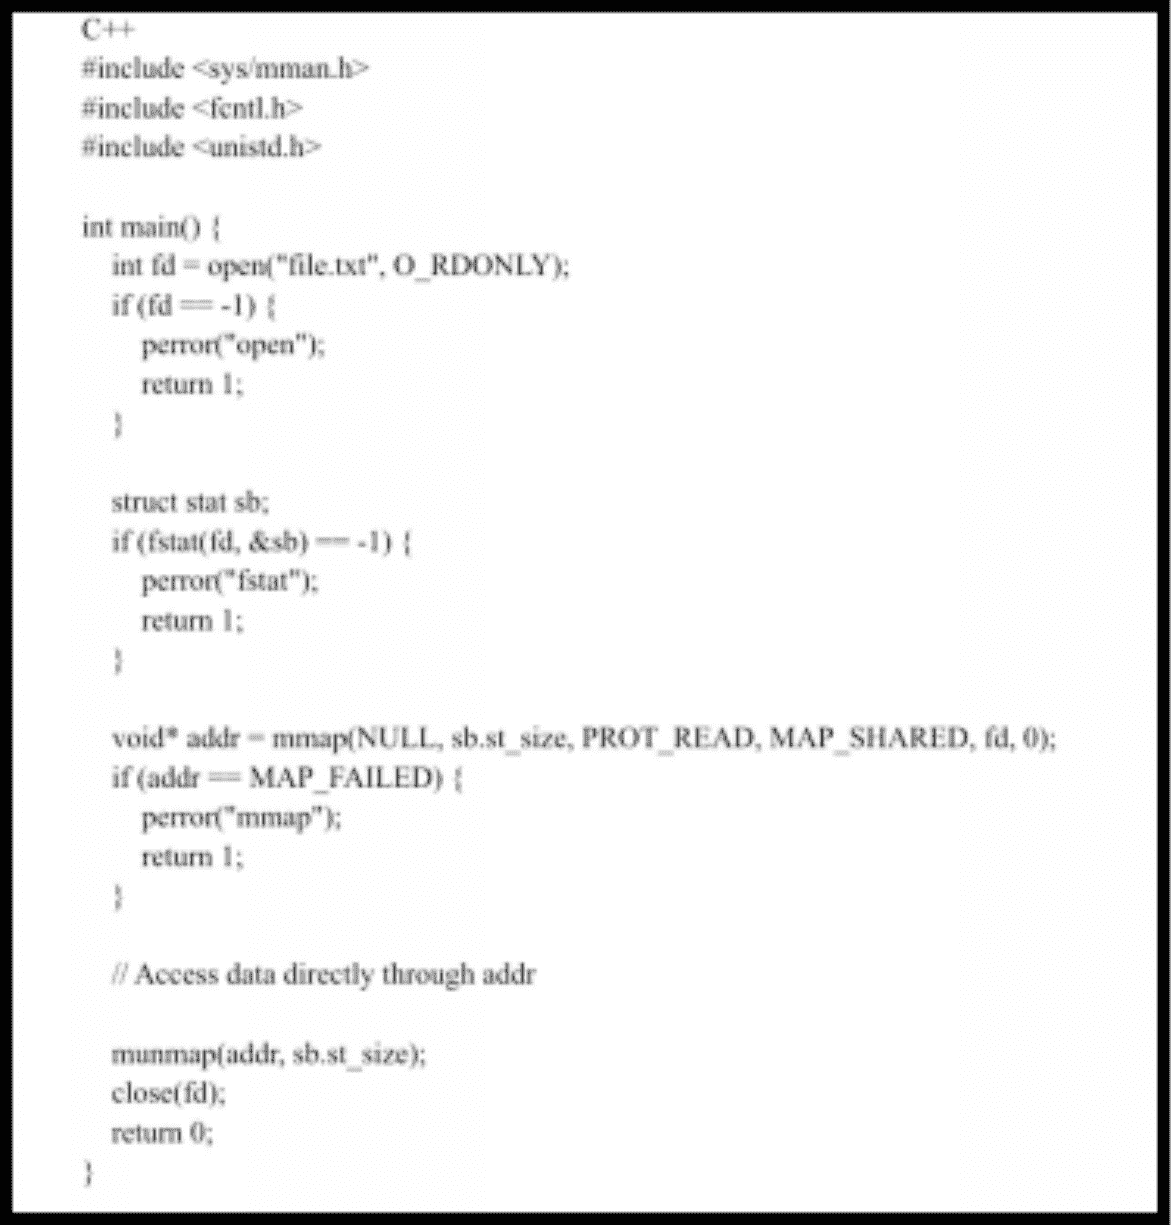 C++
#include <sys/mman.h>
#include <fcntl.h>
#include <unistd.h>
int main() {
int fd = open("file.txt", O_RDONLY);
if (fd == -1) {
perror("open");
return 1;
}
struct stat sb;
if (fstat(fd, &sb) == -1) {
perror("fstat");
return 1;
}
void* addr = mmap(NULL, sb.st_size, PROT_READ, MAP_SHARED, fd, 0);
if (addr == MAP_FAILED) {
perror("mmap");
return 1;
}
// Access data directly through addr
munmap(addr, sb.st_size);
close(fd);
return 0;
}